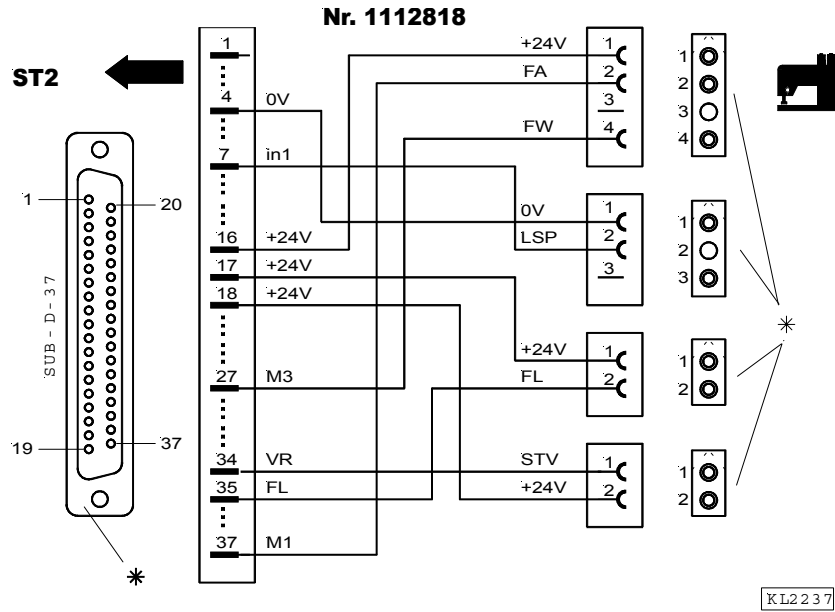 Nr. 1112818
ST2
1
4 0V
7 in1
16 +24V
17 +24V
18 +24V
27 M3
34 VR
35 FL
37 M1
1
20
19
37
SUB-D-37
*
+24V 1
FA 2
3
FW 4
0V 1
LSP 2
3
+24V 1
FL 2
STV 1
+24V 2
1
2
3
4
1
2
3
1
2
1
2
*
KL2237